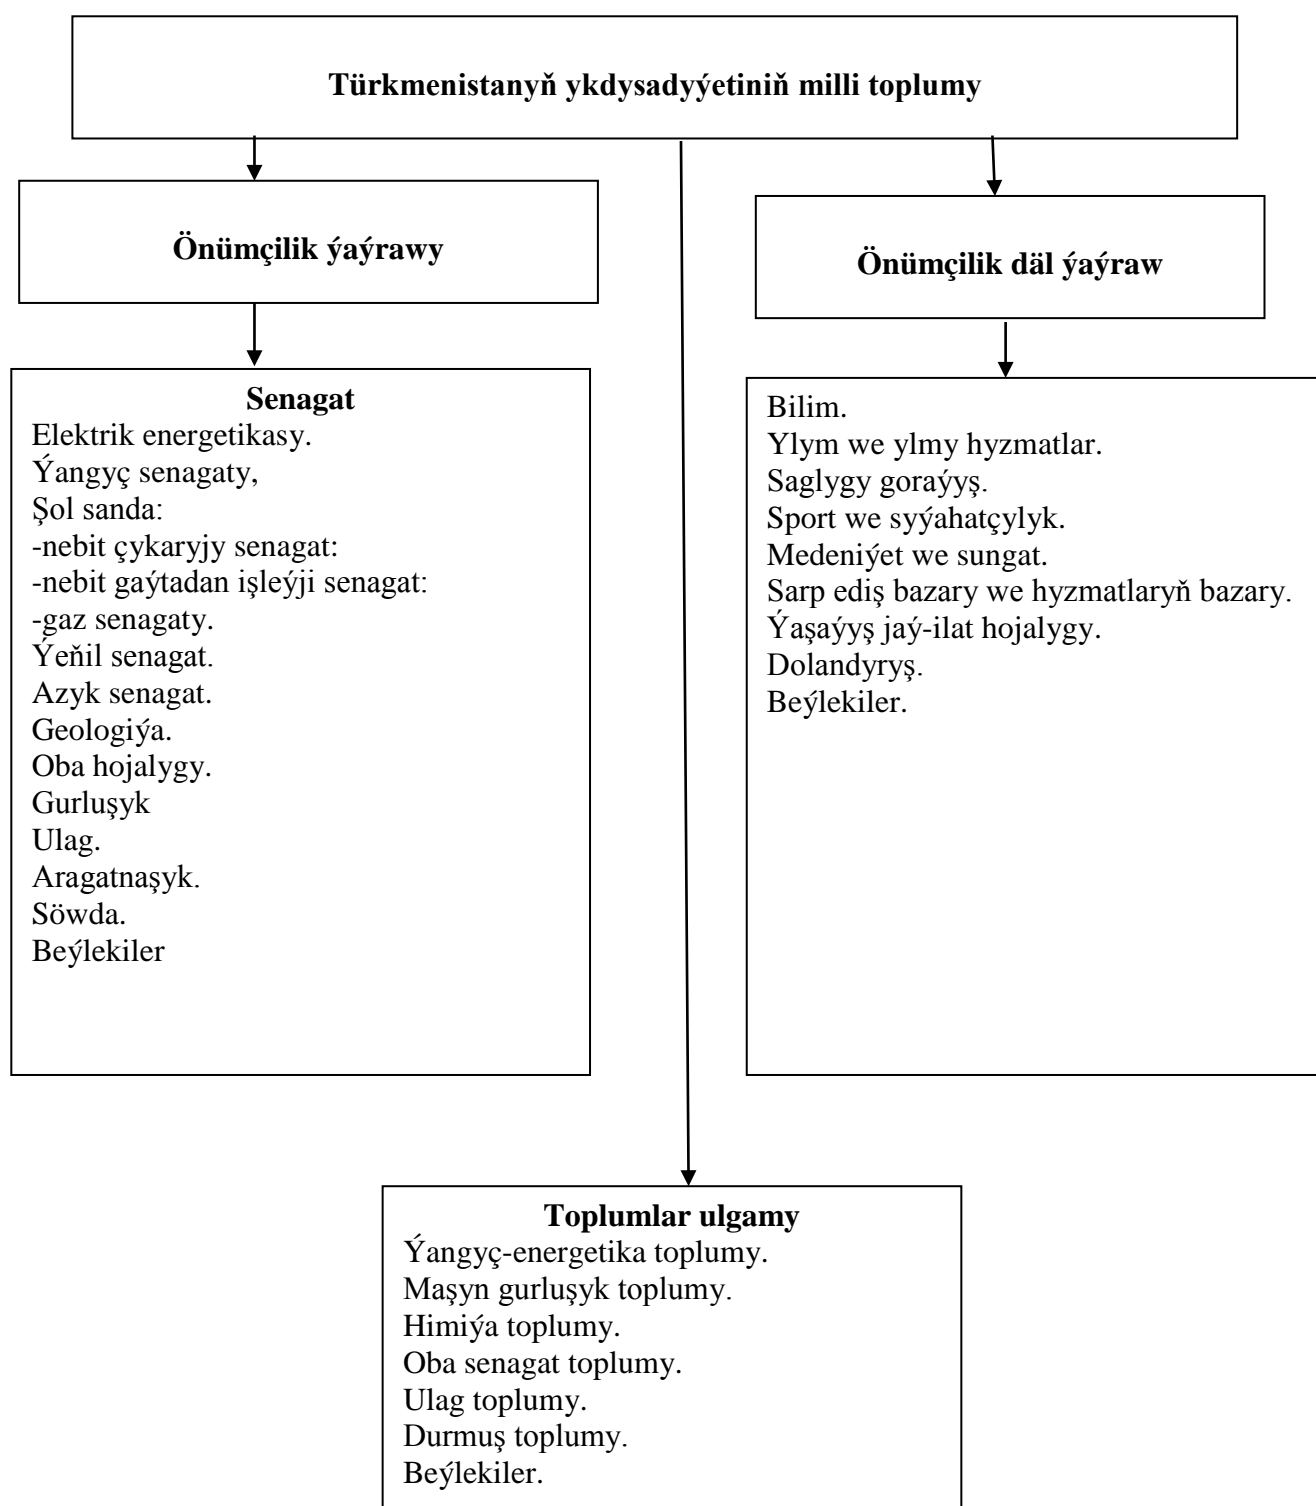 Türkmenistanyň ykdysadyýetiniň milli toplumy
Önümçilik ýaýrawy
Önümçilik däl ýaýraw
Senagat
Elektrik energetikasy.
Ýangyç senagaty,
Şol sanda:
-nebit çykaryjy senagat:
-nebit gaýtadan işleýji senagat:
-gaz senagaty.
Ýeňil senagat.
Azyk senagat.
Geologiýa.
Oba hojalygy.
Gurluşyk
Ulag.
Aragatnaşyk.
Söwda.
Beýlekiler
Bilim.
Ylym we ylmy hyzmatlar.
Saglygy goraýyş.
Sport we syýahatçylyk.
Medeniýet we sungat.
Sarp ediş bazary we hyzmatlaryň bazary.
Ýaşaýyş jaý-ilat hojalygy.
Dolandyryş.
Beýlekiler.
Toplumlar ulgamy
Ýangyç-energetika toplumy.
Maşyn gurluşyk toplumy.
Himiýa toplumy.
Oba senagat toplumy.
Ulag toplumy.
Durmuş toplumy.
Beýlekiler.